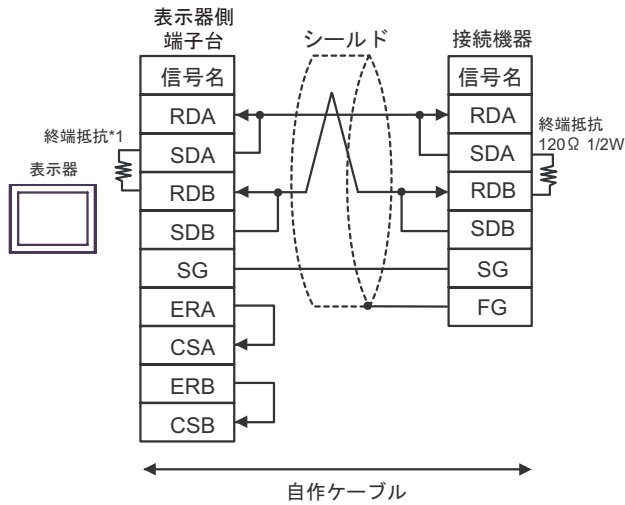 表示器側
端子台
シールド
接続機器
信号名
信号名
RDA
RDA
終端抵抗*1
SDA
SDA
終端抵抗
120Ω 1/2W
表示器
RDB
RDB
SDB
SDB
SG
SG
ERA
FG
CSA
ERB
CSB
自作ケーブル